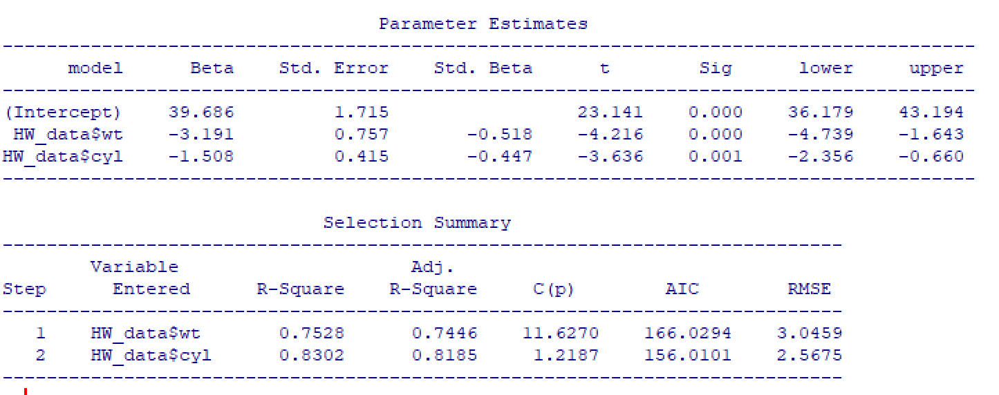 Parameter Estimates
----------------------------------------------------------------------------------------
model Beta Std. Error Std. Beta t Sig lower upper
----------------------------------------------------------------------------------------
(Intercept) 39.686 1.715 23.141 0.000 36.179 43.194
HW_data$wt -3.191 0.757 -0.518 -4.216 0.000 -4.739 -1.643
HW_data$cyl -1.508 0.415 -0.447 -3.636 0.001 -2.356 -0.660
----------------------------------------------------------------------------------------
Selection Summary
----------------------------------------------------------------------------
Variable Adj.
Step Entered R-Square R-Square C(p) AIC RMSE
----------------------------------------------------------------------------
1 HW_data$wt 0.7528 0.7446 11.6270 166.0294 3.0459
2 HW_data$cyl 0.8302 0.8185 1.2187 156.0101 2.5675
----------------------------------------------------------------------------